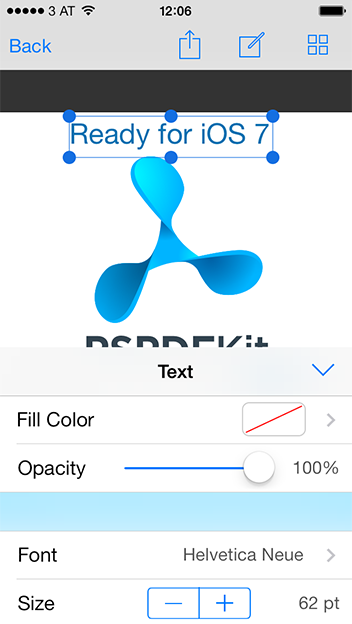 3 AT 12:06
Back
Ready for iOS 7
PSPDFKit
Text
Fill Color
Opacity 100%
Font Helvetica Neue
Size 62 pt